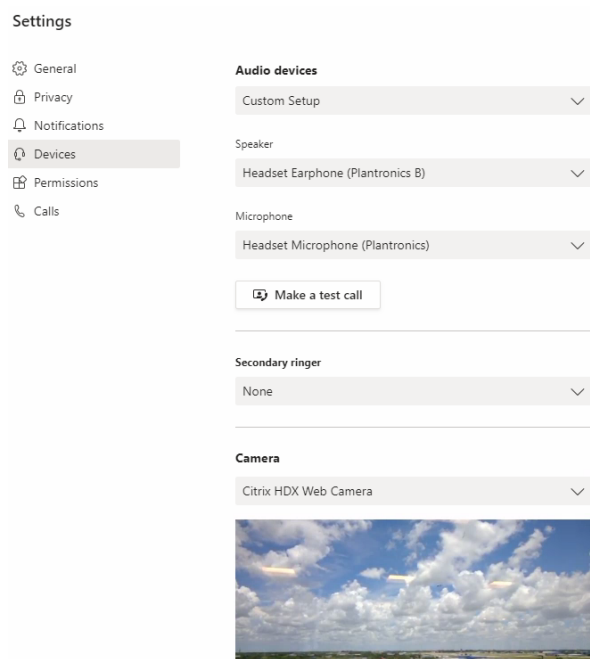 Settings
General
Privacy
Notifications
Devices
Permissions
Calls
Audio devices
Custom Setup
Speaker
Headset Earphone (Plantronics B)
Microphone
Headset Microphone (Plantronics)
Make a test call
Secondary ringer
None
Camera
Citrix HDX Web Camera